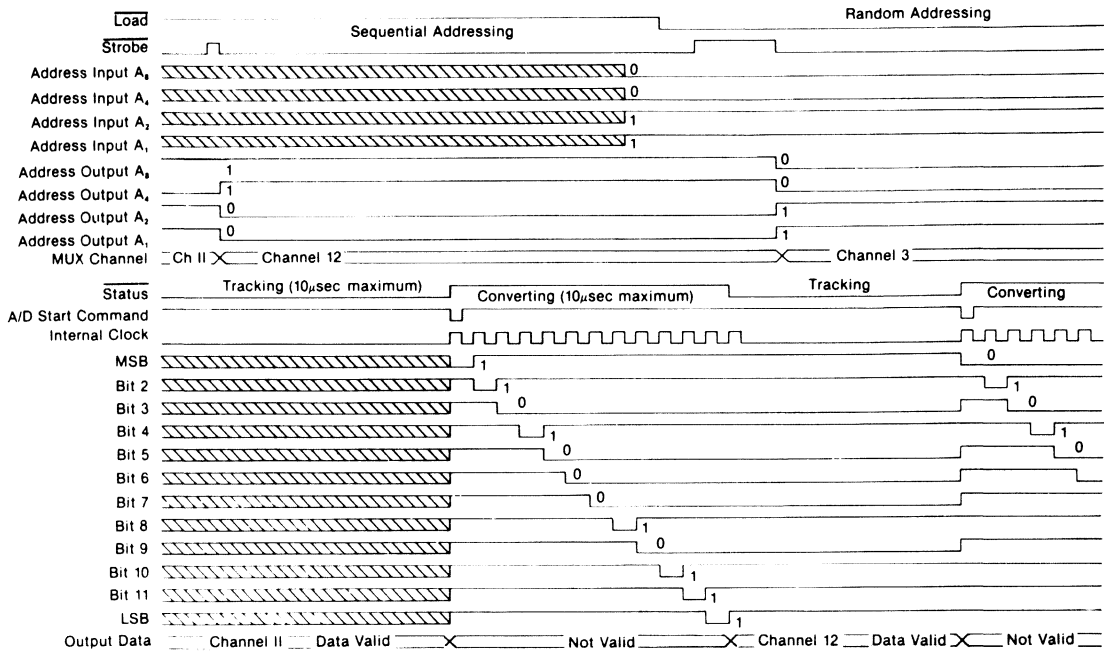 Load
Random Addressing
Sequential Addressing
Strobe
Address Input A8 0
Address Input A4 0
Address Input A2 1
Address Input A1 1
Address Output A8 1 0
Address Output A4 1 0
Address Output A2 0 1
Address Output A1 0 1
MUX Channel Ch II Channel 12 Channel 3
Status Tracking (10µsec maximum) Converting (10µsec maximum) Tracking Converting
A/D Start Command
Internal Clock
MSB 1 0
Bit 2 1 1
Bit 3 0 0
Bit 4 1 1
Bit 5 0 0
Bit 6 0
Bit 7 0
Bit 8 1
Bit 9 0
Bit 10 1
Bit 11 1
LSB 1
Output Data Channel II Data Valid Not Valid Channel 12 Data Valid Not Valid